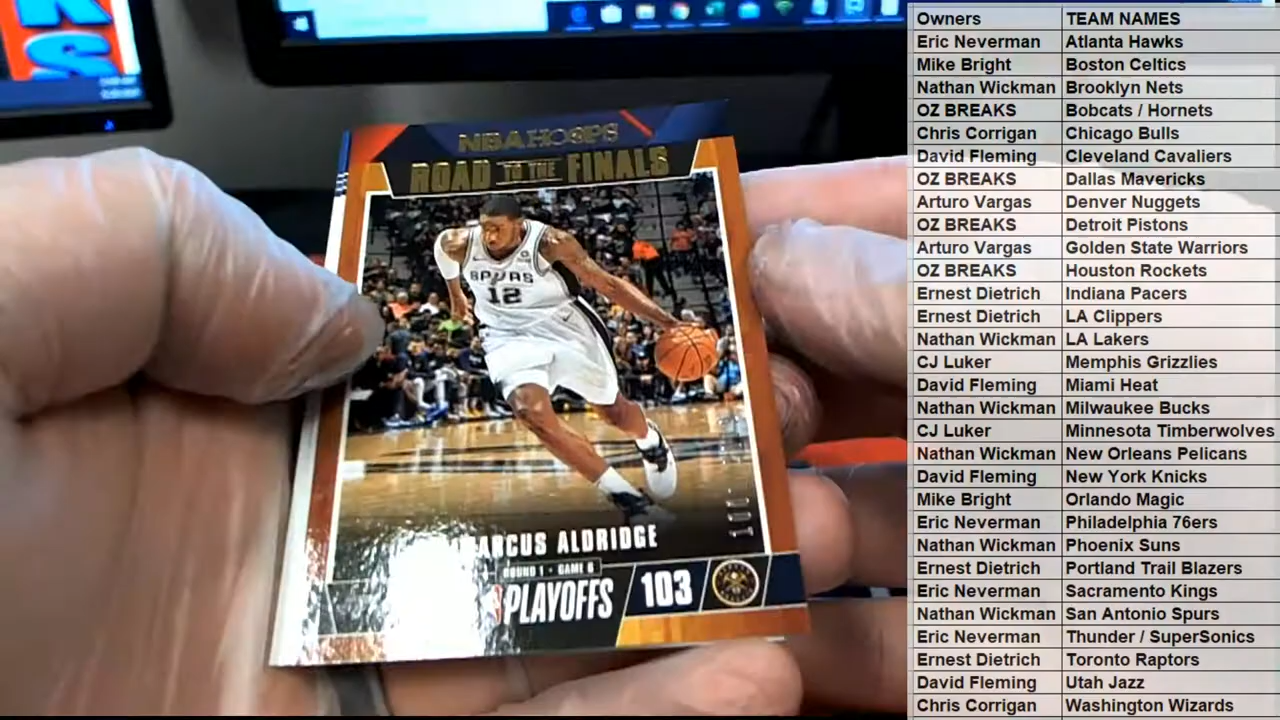 KS
NBA HOOPS
ROAD TO THE FINALS
SPURS
12
ARCUS ALDRIDGE
ROUND 1 · GAME 6
PLAYOFFS
103
Owners TEAM NAMES
Eric Neverman Atlanta Hawks
Mike Bright Boston Celtics
Nathan Wickman Brooklyn Nets
OZ BREAKS Bobcats / Hornets
Chris Corrigan Chicago Bulls
David Fleming Cleveland Cavaliers
OZ BREAKS Dallas Mavericks
Arturo Vargas Denver Nuggets
OZ BREAKS Detroit Pistons
Arturo Vargas Golden State Warriors
OZ BREAKS Houston Rockets
Ernest Dietrich Indiana Pacers
Ernest Dietrich LA Clippers
Nathan Wickman LA Lakers
CJ Luker Memphis Grizzlies
David Fleming Miami Heat
Nathan Wickman Milwaukee Bucks
CJ Luker Minnesota Timberwolves
Nathan Wickman New Orleans Pelicans
David Fleming New York Knicks
Mike Bright Orlando Magic
Eric Neverman Philadelphia 76ers
Nathan Wickman Phoenix Suns
Ernest Dietrich Portland Trail Blazers
Eric Neverman Sacramento Kings
Nathan Wickman San Antonio Spurs
Eric Neverman Thunder / SuperSonics
Ernest Dietrich Toronto Raptors
David Fleming Utah Jazz
Chris Corrigan Washington Wizards